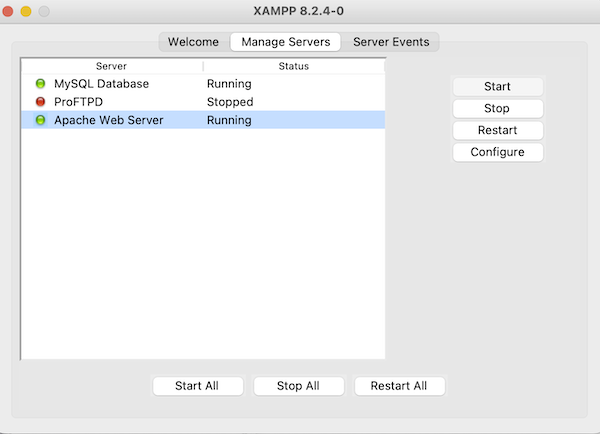 XAMPP 8.2.4-0
Welcome Manage Servers Server Events
Server Status
MySQL Database Running
ProFTPD Stopped
Apache Web Server Running
Start
Stop
Restart
Configure
Start All Stop All Restart All